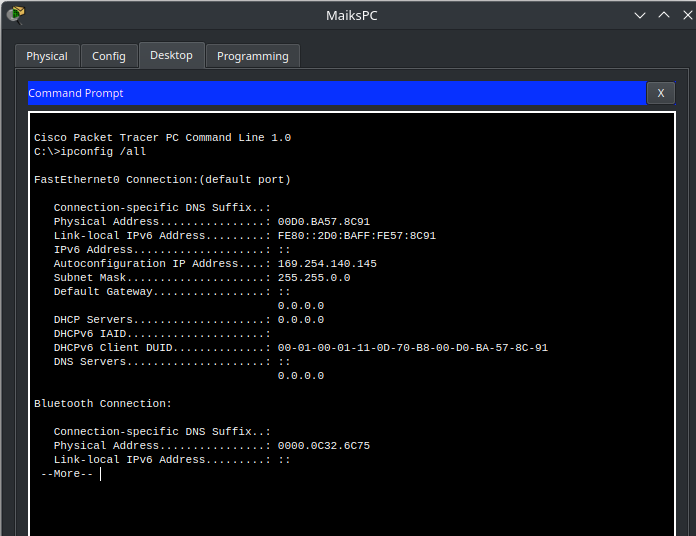 MaiksPC
Physical Config Desktop Programming
Command Prompt X
Cisco Packet Tracer PC Command Line 1.0
C:\>ipconfig /all
FastEthernet0 Connection:(default port)
Connection-specific DNS Suffix..:
Physical Address................: 00D0.BA57.8C91
Link-local IPv6 Address.........: FE80::2D0:BAFF:FE57:8C91
IPv6 Address....................: ::
Autoconfiguration IP Address....: 169.254.140.145
Subnet Mask.....................: 255.255.0.0
Default Gateway.................: ::
0.0.0.0
DHCP Servers....................: 0.0.0.0
DHCPv6 IAID.....................:
DHCPv6 Client DUID..............: 00-01-00-01-11-0D-70-B8-00-D0-BA-57-8C-91
DNS Servers.....................: ::
0.0.0.0
Bluetooth Connection:
Connection-specific DNS Suffix..:
Physical Address................: 0000.0C32.6C75
Link-local IPv6 Address.........: ::
--More--